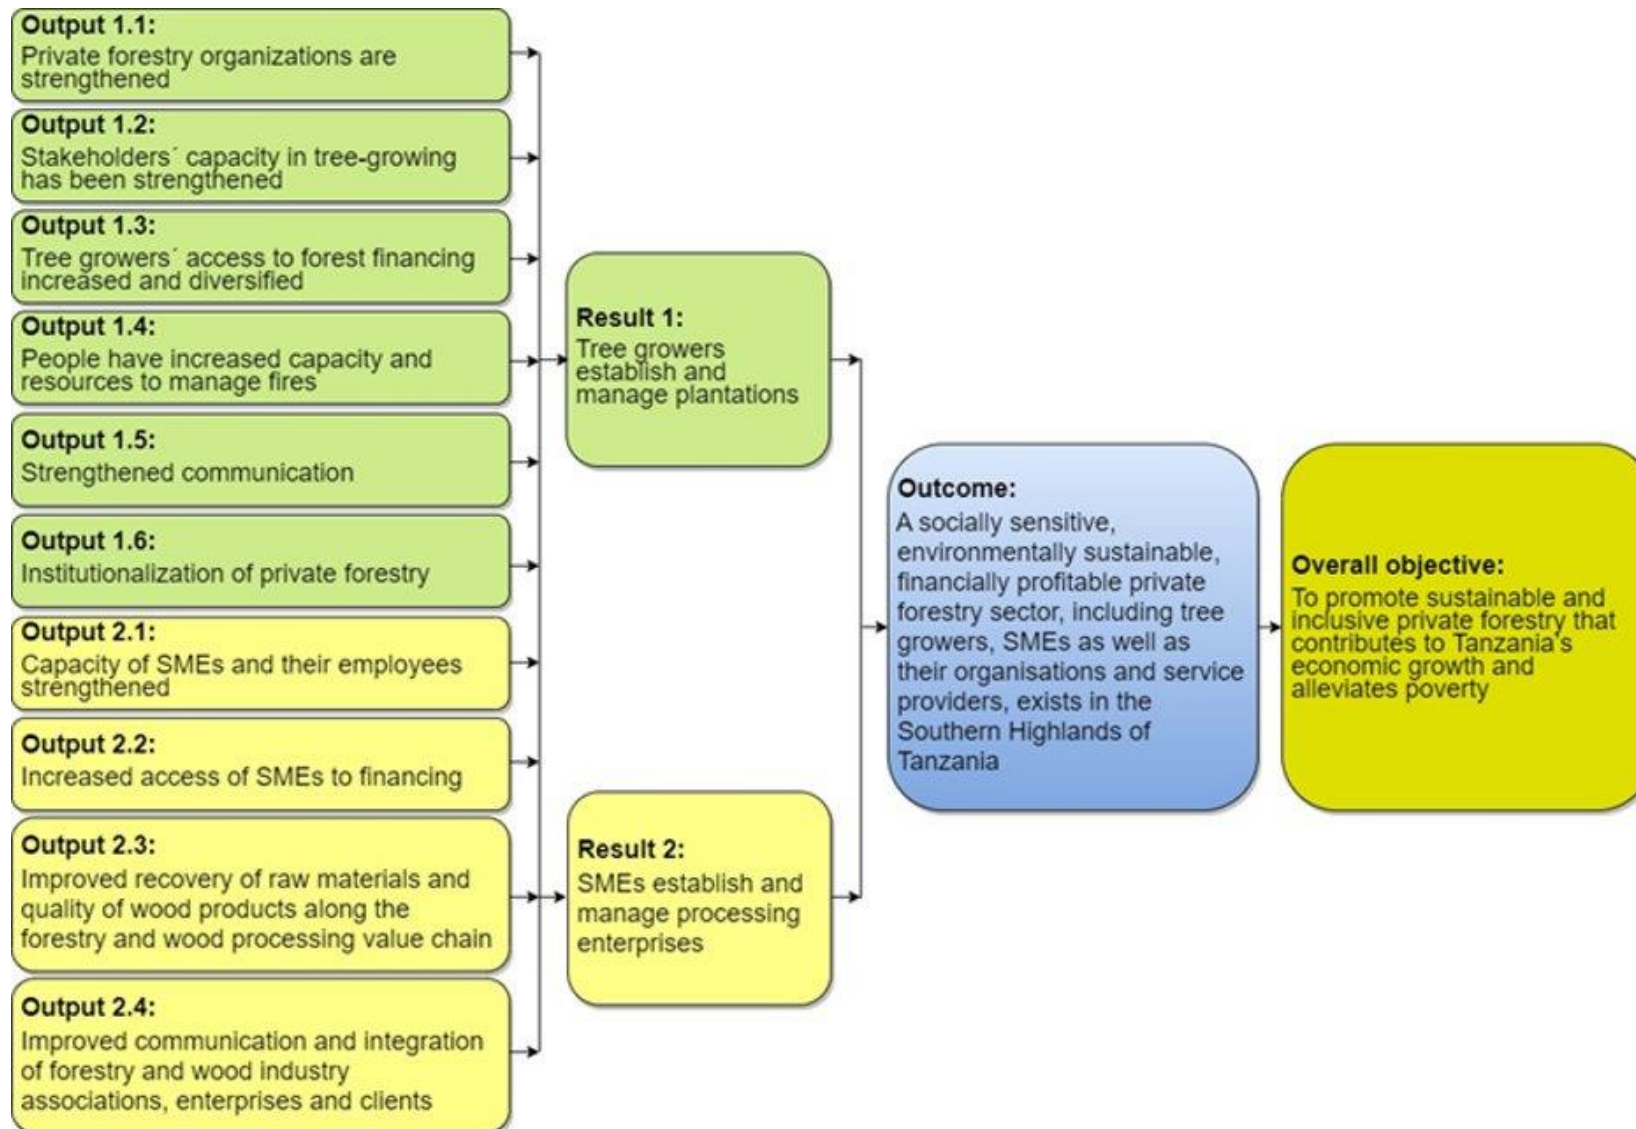 Output 1.1:
Private forestry organizations are
strengthened
Output 1.2:
Stakeholders´ capacity in tree-growing
has been strengthened
Output 1.3:
Tree growers´ access to forest financing
increased and diversified
Output 1.4:
People have increased capacity and
resources to manage fires
Output 1.5:
Strengthened communication
Output 1.6:
Institutionalization of private forestry
Output 2.1:
Capacity of SMEs and their employees
strengthened
Output 2.2:
Increased access of SMEs to financing
Output 2.3:
Improved recovery of raw materials and
quality of wood products along the
forestry and wood processing value chain
Output 2.4:
Improved communication and integration
of forestry and wood industry
associations, enterprises and clients
Result 1:
Tree growers
establish and
manage plantations
Result 2:
SMEs establish and
manage processing
enterprises
Outcome:
A socially sensitive,
environmentally sustainable,
financially profitable private
forestry sector, including tree
growers, SMEs as well as
their organisations and service
providers, exists in the
Southern Highlands of
Tanzania
Overall objective:
To promote sustainable and
inclusive private forestry that
contributes to Tanzania's
economic growth and
alleviates poverty